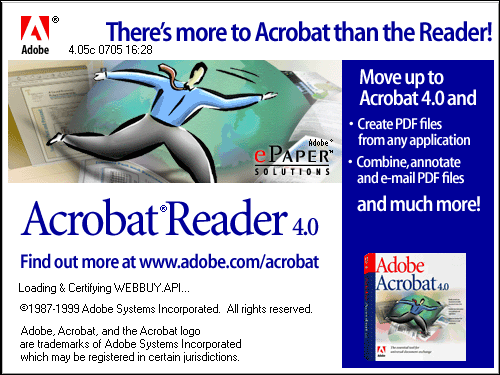 There's more to Acrobat than the Reader!
Adobe
4.05c 0705 16:28
Adobe®
ePAPER™
SOLUTIONS
Move up to
Acrobat 4.0 and
• Create PDF files
from any application
• Combine, annotate
and e-mail PDF files
and much more!
Acrobat® Reader 4.0
Find out more at www.adobe.com/acrobat
Loading & Certifying WEBBUY.API...
©1987-1999 Adobe Systems Incorporated. All rights reserved.
Adobe, Acrobat, and the Acrobat logo
are trademarks of Adobe Systems Incorporated
which may be registered in certain jurisdictions.
Adobe
Acrobat 4.0